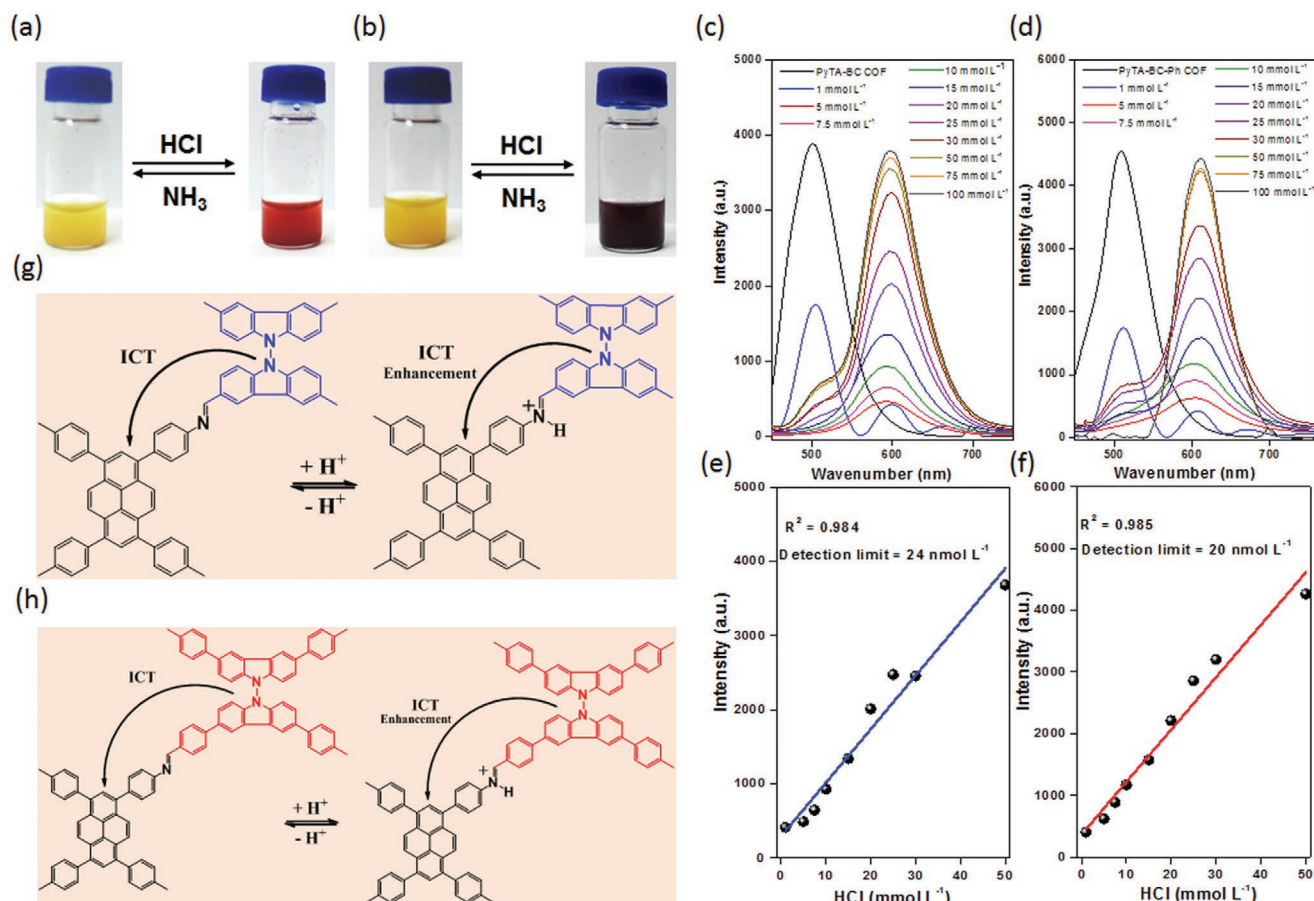 (a)
(b)
HCl
NH3
HCl
NH3
(c)
5000
4000
3000
2000
1000
0
500
600
700
Intensity (a.u.)
Wavenumber (nm)
PyTA-BC COF
1 mmol L-1
5 mmol L-1
7.5 mmol L-1
10 mmol L-1
15 mmol L-1
20 mmol L-1
25 mmol L-1
30 mmol L-1
50 mmol L-1
75 mmol L-1
100 mmol L-1
(d)
6000
5000
4000
3000
2000
1000
0
500
600
700
Intensity (a.u.)
Wavenumber (nm)
PyTA-BC-Ph COF
1 mmol L-1
5 mmol L-1
7.5 mmol L-1
10 mmol L-1
15 mmol L-1
20 mmol L-1
25 mmol L-1
30 mmol L-1
50 mmol L-1
75 mmol L-1
100 mmol L-1
(g)
ICT
N
N
N
+ H+
- H+
ICT
Enhancement
N
N
+
N
H
(h)
ICT
N
N
N
+ H+
- H+
ICT
Enhancement
N
N
+
N
H
(e)
5000
4000
3000
2000
1000
0
0
10
20
30
40
50
Intensity (a.u.)
HCl (mmol L-1)
R2 = 0.984
Detection limit = 24 nmol L-1
(f)
6000
5000
4000
3000
2000
1000
0
0
10
20
30
40
50
Intensity (a.u.)
HCl (mmol L-1)
R2 = 0.985
Detection limit = 20 nmol L-1